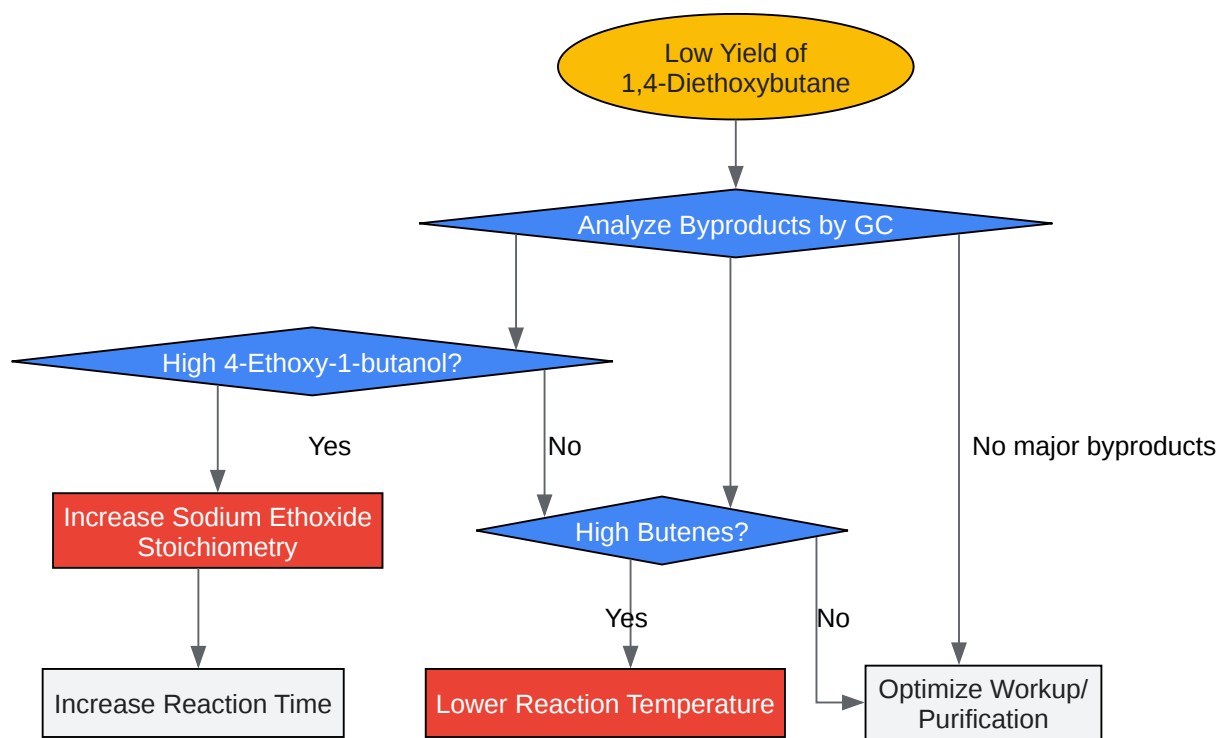 Low Yield of
1,4-Diethoxybutane
Analyze Byproducts by GC
High 4-Ethoxy-1-butanol?
Yes
No
No major byproducts
Increase Sodium Ethoxide
Stoichiometry
High Butenes?
Yes
No
Increase Reaction Time
Lower Reaction Temperature
Optimize Workup/
Purification